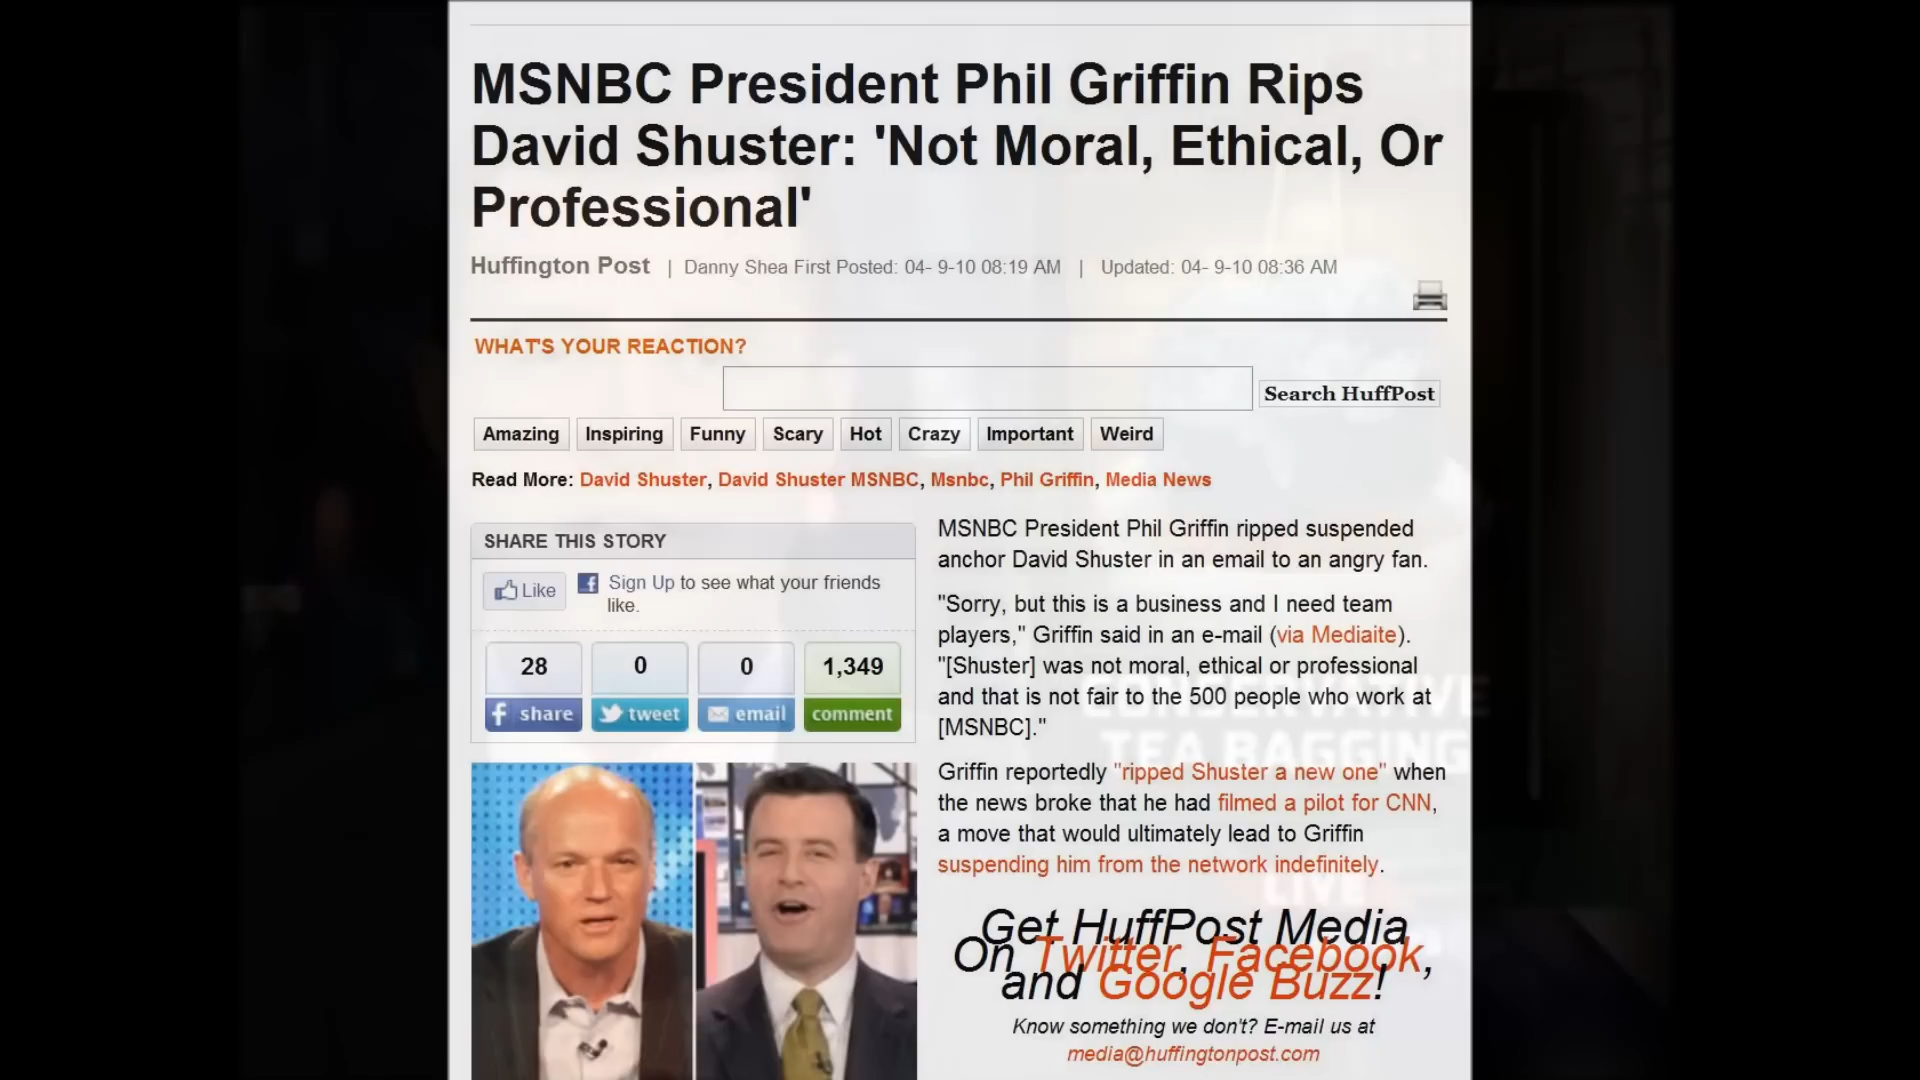 MSNBC President Phil Griffin Rips
David Shuster: 'Not Moral, Ethical, Or
Professional'
Huffington Post | Danny Shea First Posted: 04- 9-10 08:19 AM | Updated: 04- 9-10 08:36 AM
WHAT'S YOUR REACTION?
Search HuffPost
Amazing Inspiring Funny Scary Hot Crazy Important Weird
Read More: David Shuster, David Shuster MSNBC, Msnbc, Phil Griffin, Media News
SHARE THIS STORY
Like
Sign Up to see what your friends
like.
28 0 0 1,349
share tweet email comment
MSNBC President Phil Griffin ripped suspended
anchor David Shuster in an email to an angry fan.
"Sorry, but this is a business and I need team
players," Griffin said in an e-mail (via Mediaite).
"[Shuster] was not moral, ethical or professional
and that is not fair to the 500 people who work at
[MSNBC]."
Griffin reportedly "ripped Shuster a new one" when
the news broke that he had filmed a pilot for CNN,
a move that would ultimately lead to Griffin
suspending him from the network indefinitely.
Get HuffPost Media
On Twitter, Facebook,
and Google Buzz!
Know something we don't? E-mail us at
media@huffingtonpost.com
CONSERVATIVE
TEA BAGGING
LIVE